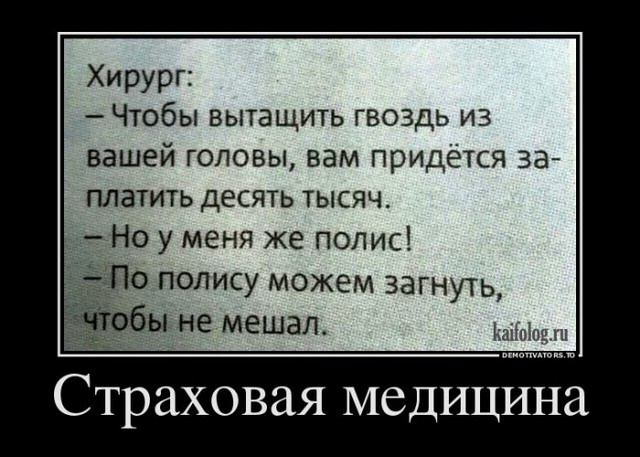 Хирург:
– Чтобы вытащить гвоздь из
вашей головы, вам придётся за-
платить десять тысяч.
– Но у меня же полис!
– По полису можем загнуть,
чтобы не мешал.
kaifolog.ru
DEMOTIVATORS.TO
Страховая медицина